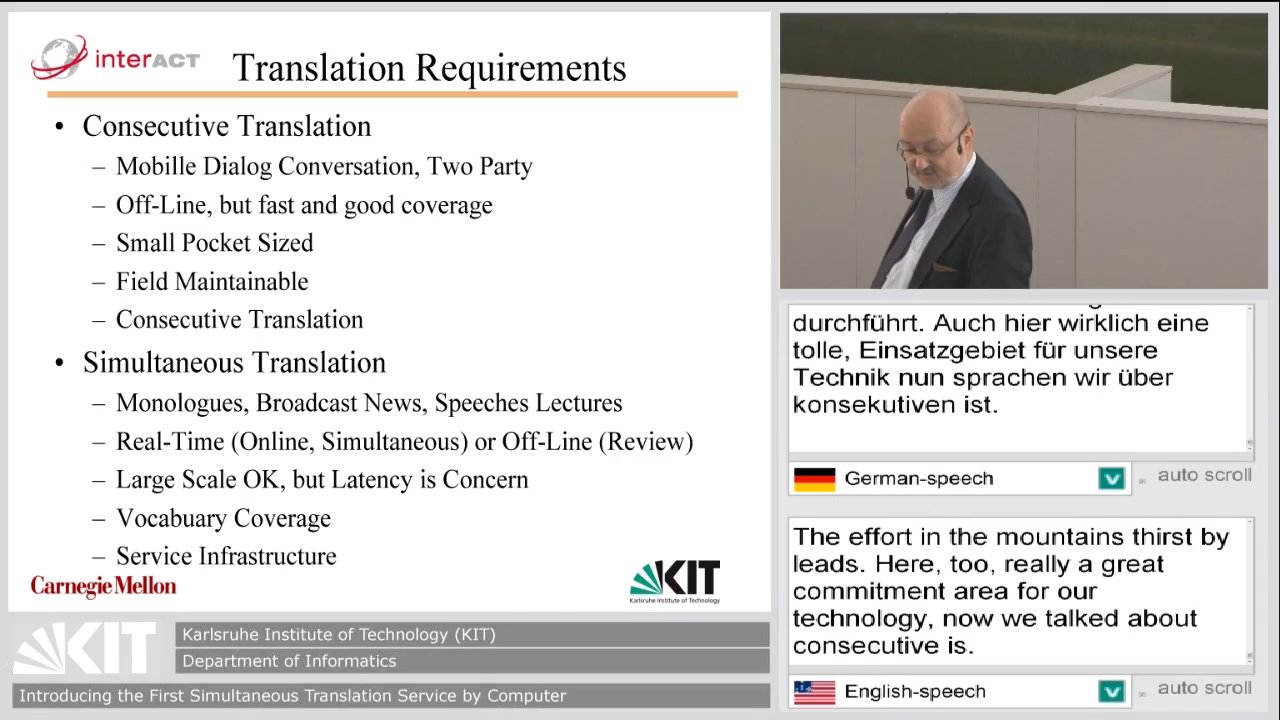 interACT
Translation Requirements
• Consecutive Translation
– Mobille Dialog Conversation, Two Party
– Off-Line, but fast and good coverage
– Small Pocket Sized
– Field Maintainable
– Consecutive Translation
• Simultaneous Translation
– Monologues, Broadcast News, Speeches Lectures
– Real-Time (Online, Simultaneous) or Off-Line (Review)
– Large Scale OK, but Latency is Concern
– Vocabuary Coverage
– Service Infrastructure
Carnegie Mellon
KIT
Karlsruhe Institute of Technology
KIT
Karlsruhe Institute of Technology (KIT)
Department of Informatics
Introducing the First Simultaneous Translation Service by Computer
durchführt. Auch hier wirklich eine
tolle, Einsatzgebiet für unsere
Technik nun sprachen wir über
konsekutiven ist.
German-speech
auto scroll
The effort in the mountains thirst by
leads. Here, too, really a great
commitment area for our
technology, now we talked about
consecutive is.
English-speech
auto scroll